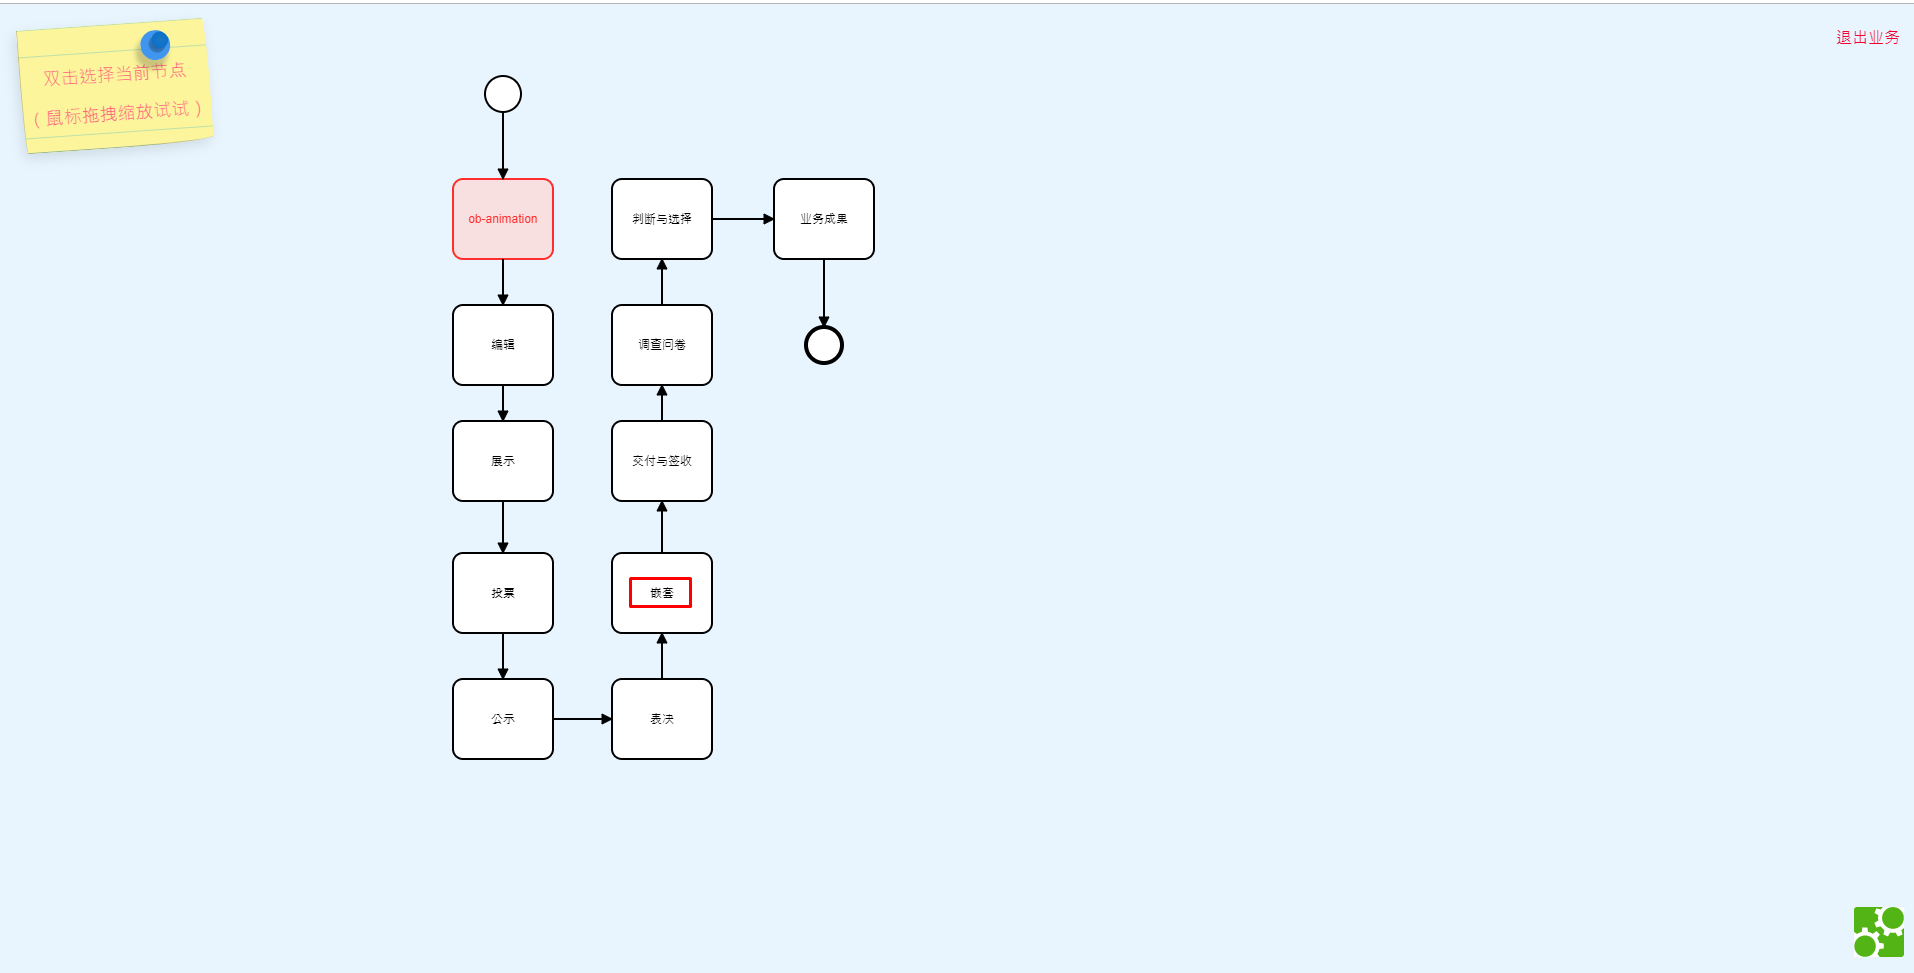 双击选择当前节点
（鼠标拖拽缩放试试）
退出业务
ob-animation
判断与选择
业务成果
编辑
调查问卷
展示
交付与签收
投票
嵌套
公示
表决